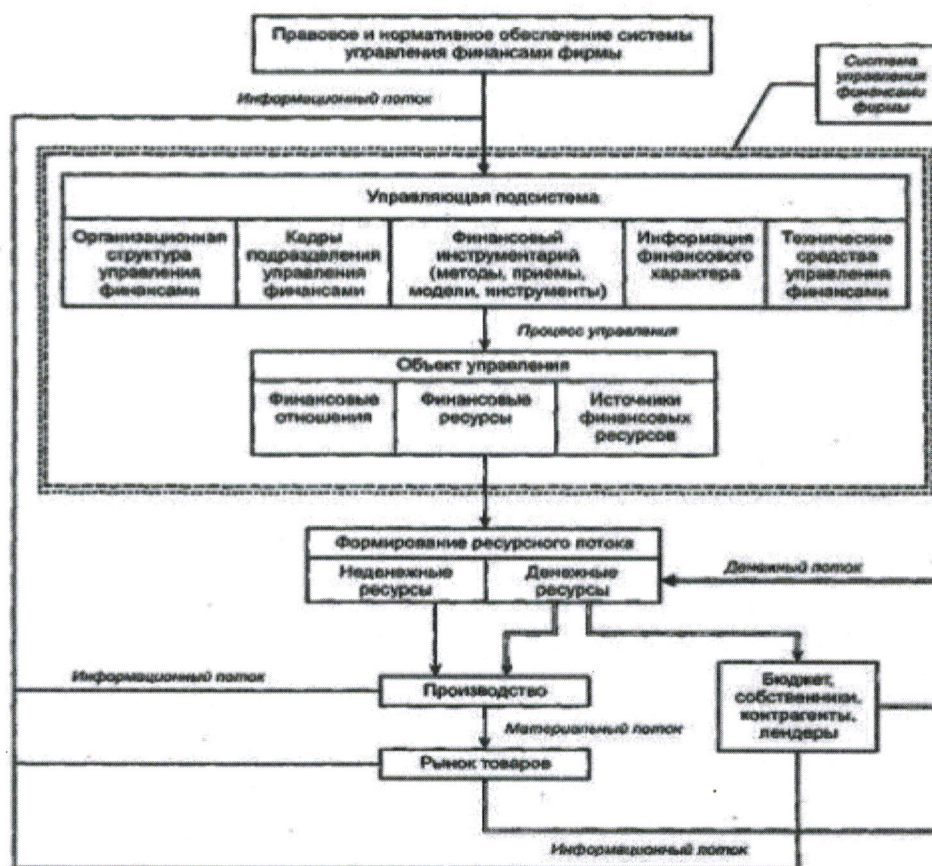 Правовое и нормативное обеспечение системы
управления финансами фирмы
Система
управления
финансами
фирмы
Информационный поток
Управляющая подсистема
Организационная
структура
управления
финансами
Кадры
подразделения
управления
финансами
Финансовый
инструментарий
(методы, приемы,
модели, инструменты)
Информация
финансового
характера
Технические
средства
управления
финансами
Процесс управления
Объект управления
Финансовые
отношения
Финансовые
ресурсы
Источники
финансовых
ресурсов
Формирование ресурсного потока
Неденежные
ресурсы
Денежные
ресурсы
Денежный поток
Информационный поток
Производство
Бюджет,
собственники,
контрагенты,
лендеры
Материальный поток
Рынок товаров
Информационный поток